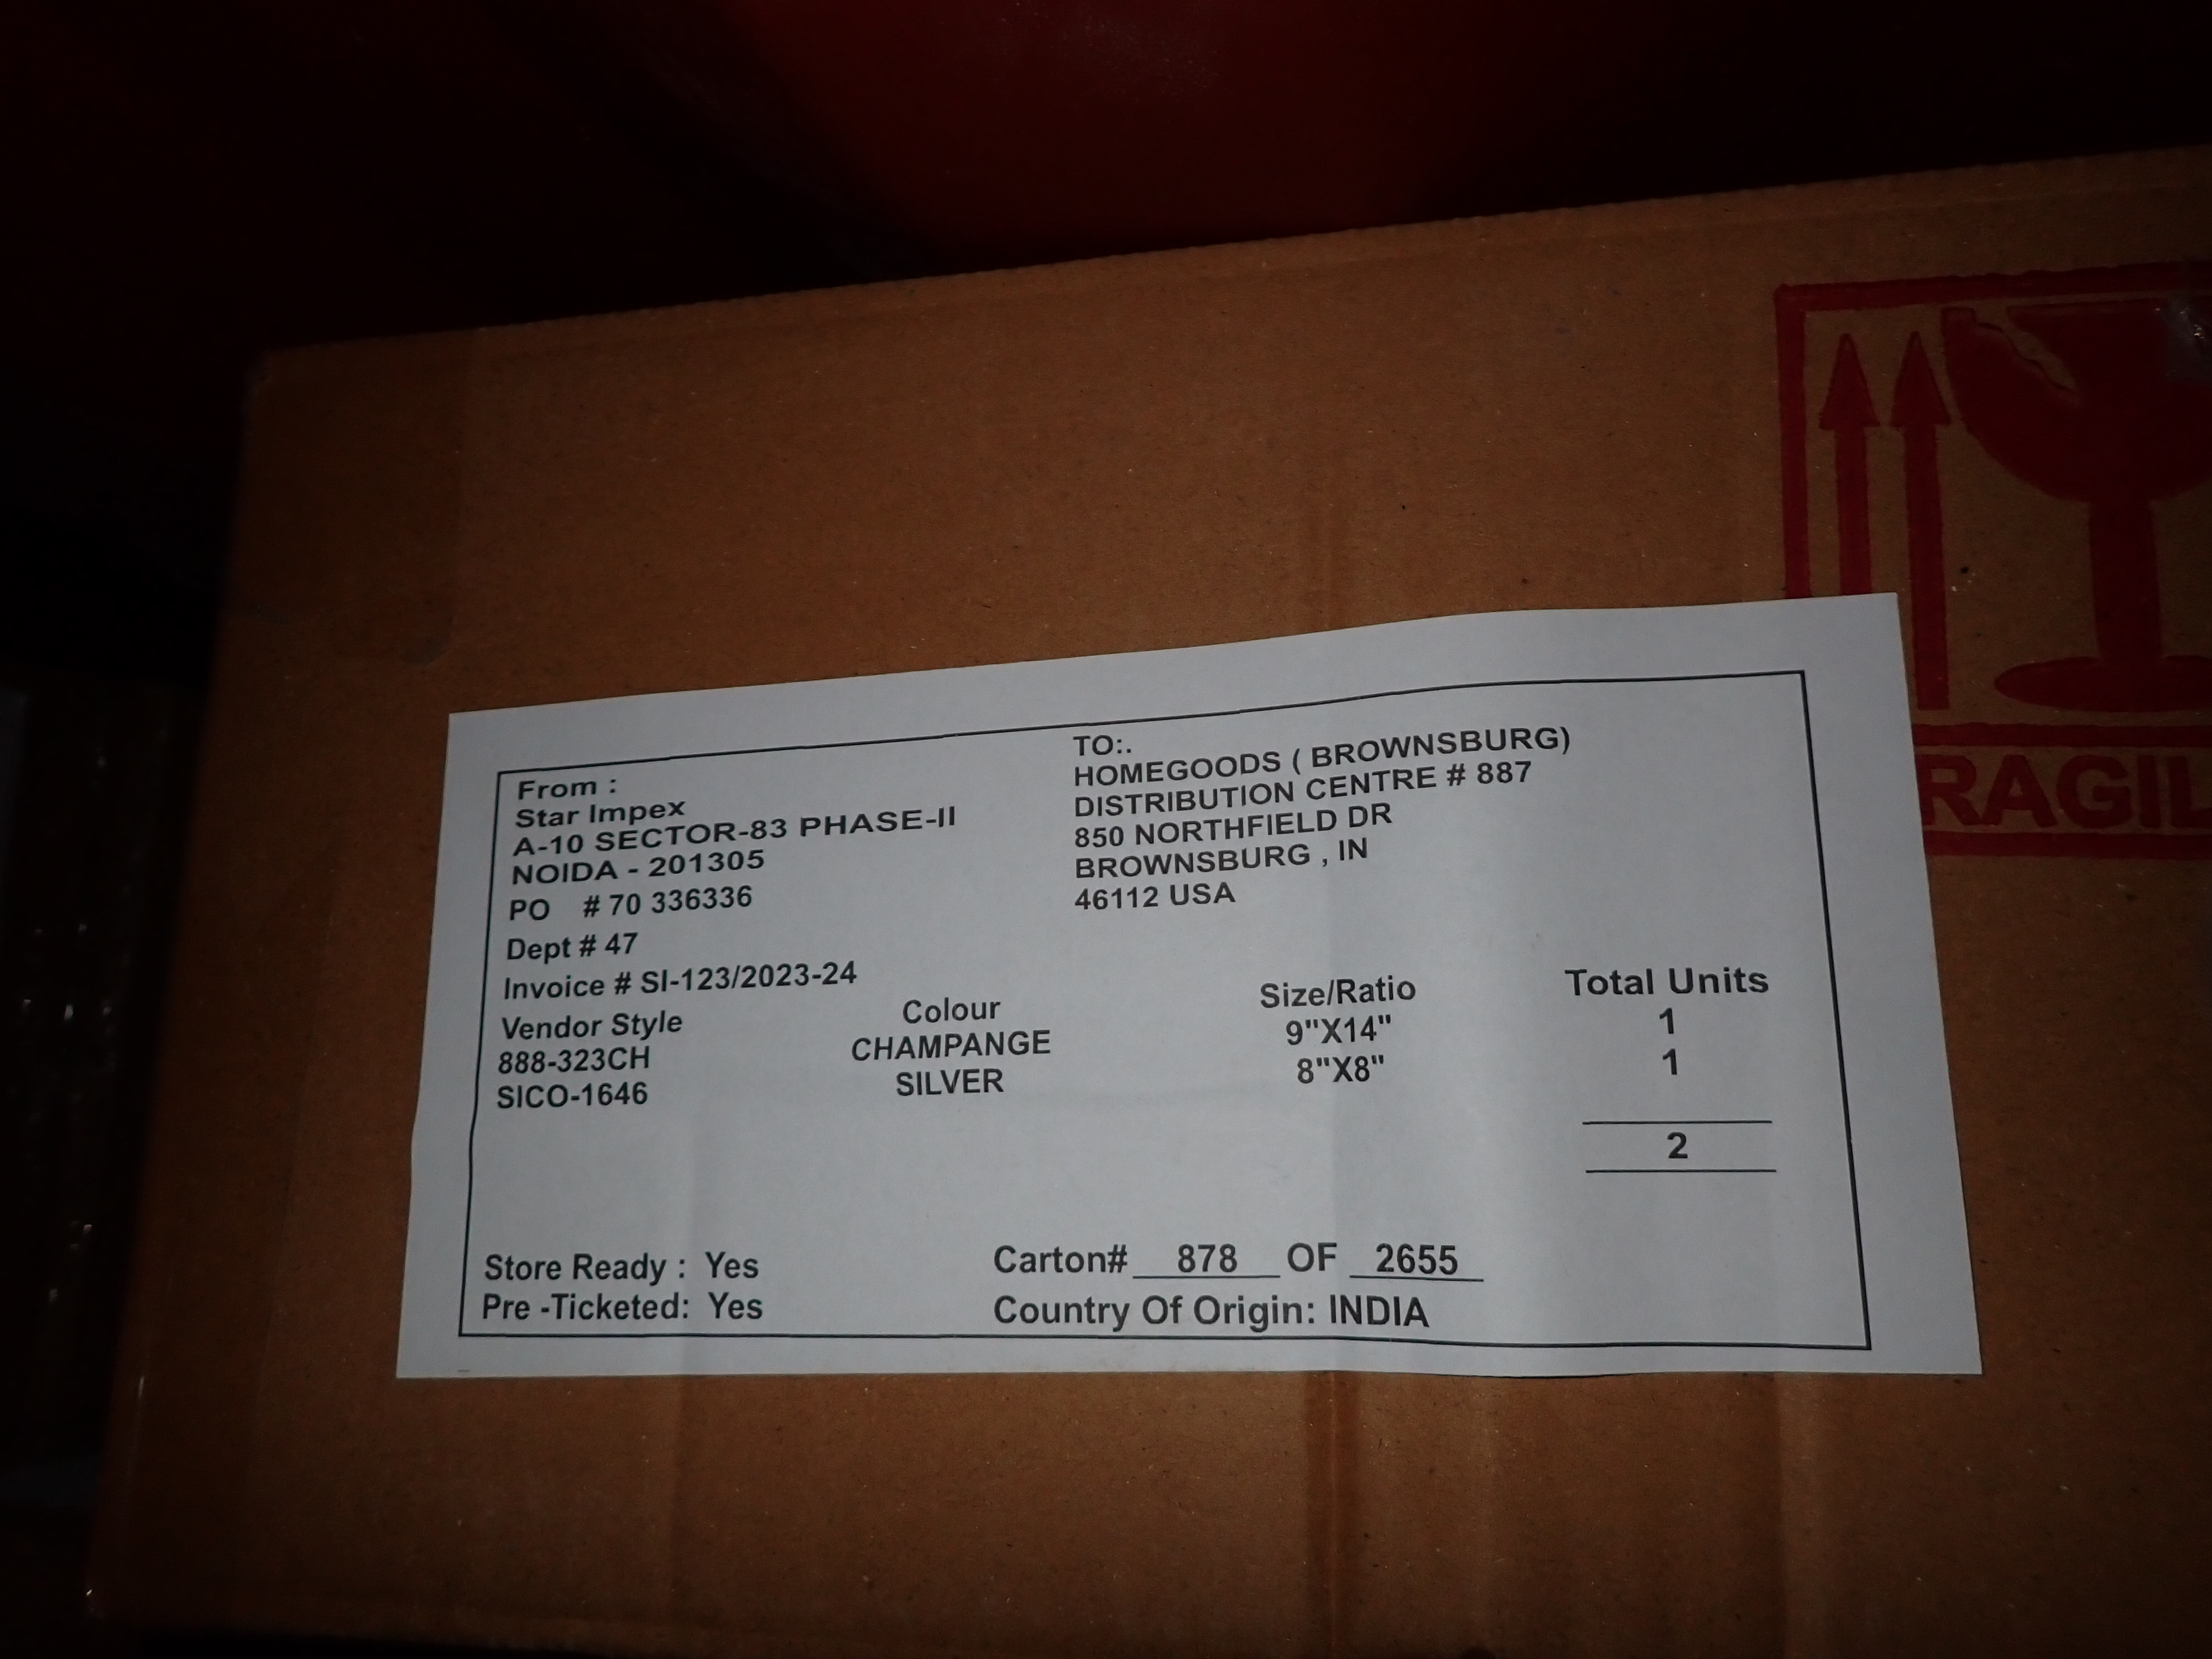 From :
Star Impex
A-10 SECTOR-83 PHASE-II
NOIDA - 201305
PO # 70 336336
Dept # 47
Invoice # SI-123/2023-24
TO:.
HOMEGOODS ( BROWNSBURG)
DISTRIBUTION CENTRE # 887
850 NORTHFIELD DR
BROWNSBURG , IN
46112 USA
Vendor Style Colour Size/Ratio Total Units
888-323CH CHAMPANGE 9"X14" 1
SICO-1646 SILVER 8"X8" 1
2
Store Ready : Yes
Pre -Ticketed: Yes
Carton# 878 OF 2655
Country Of Origin: INDIA
RAGIL